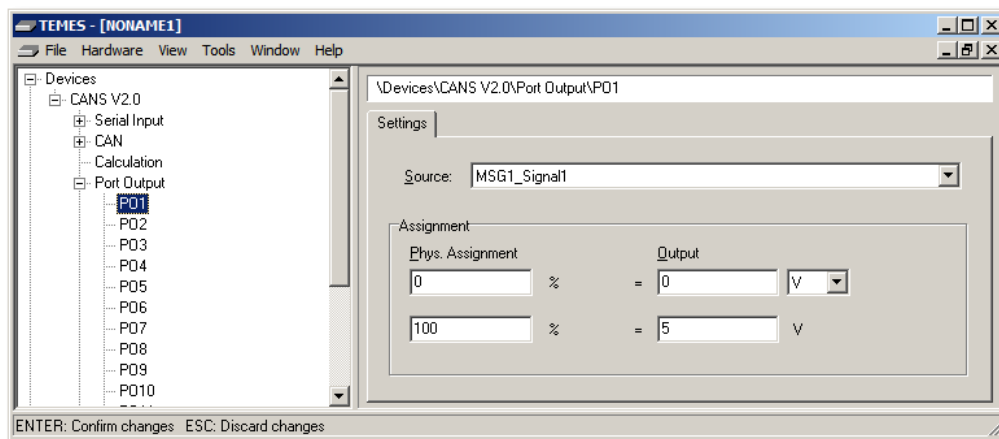 TEMES - [NONAME1]
File Hardware View Tools Window Help
Devices
CANS V2.0
Serial Input
CAN
Calculation
Port Output
PO1
PO2
PO3
PO4
PO5
PO6
PO7
PO8
PO9
PO10
\Devices\CANS V2.0\Port Output\PO1
Settings
Source: MSG1_Signal1
Assignment
Phys. Assignment Output
0 % = 0 V
100 % = 5 V
ENTER: Confirm changes ESC: Discard changes